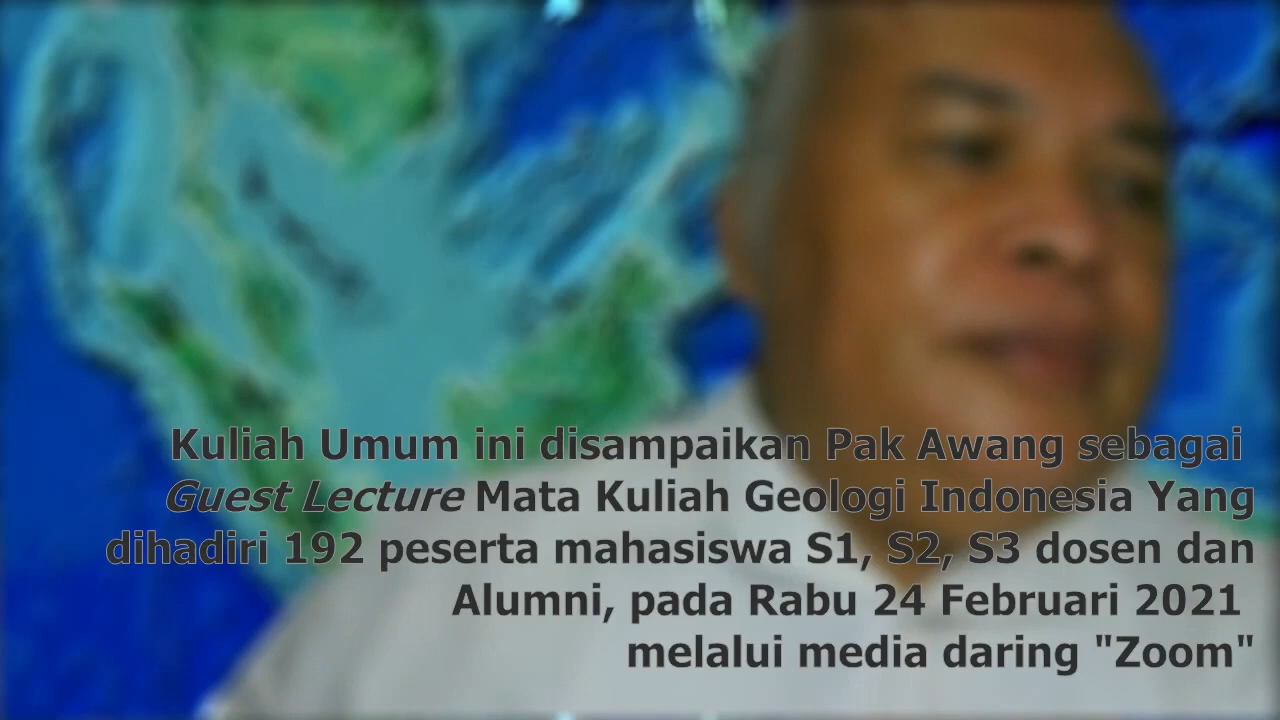 Kuliah Umum ini disampaikan Pak Awang sebagai
Guest Lecture Mata Kuliah Geologi Indonesia Yang
dihadiri 192 peserta mahasiswa S1, S2, S3 dosen dan
Alumni, pada Rabu 24 Februari 2021
melalui media daring "Zoom"